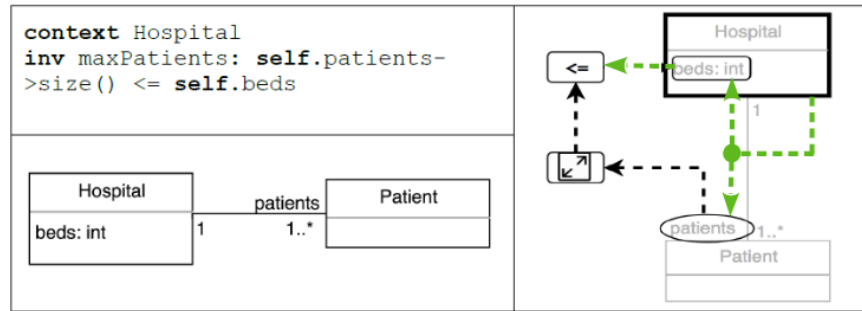 context Hospital
inv maxPatients: self.patients-
>size() <= self.beds
Hospital
beds: int
1
patients
1..*
Patient
Hospital
beds: int
<=
1
patients
1..*
Patient